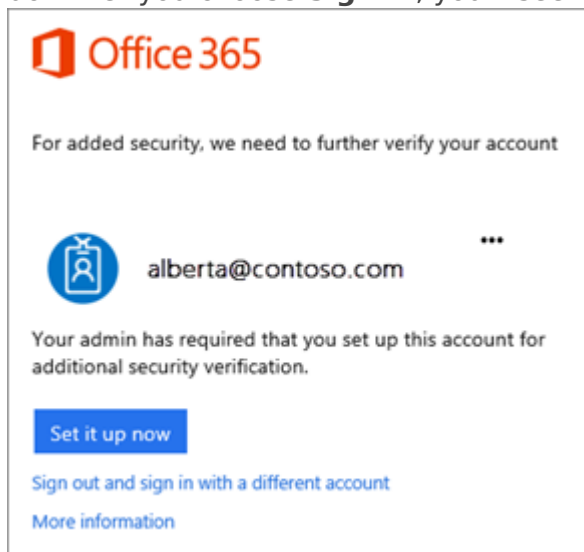 Office 365
For added security, we need to further verify your account
alberta@contoso.com
Your admin has required that you set up this account for
additional security verification.
Set it up now
Sign out and sign in with a different account
More information